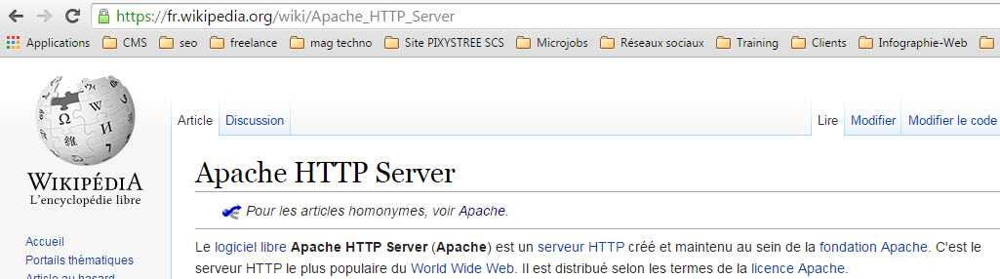 https://fr.wikipedia.org/wiki/Apache_HTTP_Server
Applications CMS seo freelance mag techno Site PIXYSTREE SCS Microjobs Réseaux sociaux Training Clients Infographie-Web
Article Discussion Lire Modifier Modifier le code
WIKIPÉDIA
L'encyclopédie libre
Apache HTTP Server
Pour les articles homonymes, voir Apache.
Le logiciel libre Apache HTTP Server (Apache) est un serveur HTTP créé et maintenu au sein de la fondation Apache. C'est le
serveur HTTP le plus populaire du World Wide Web. Il est distribué selon les termes de la licence Apache.
Accueil
Portails thématiques
Article au hasard